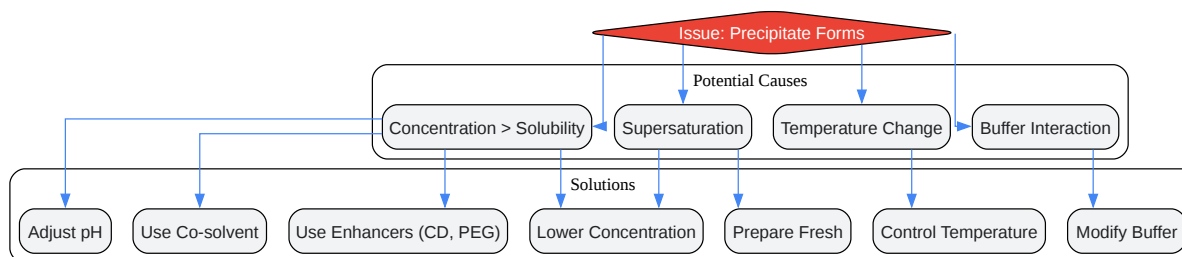 Issue: Precipitate Forms
Potential Causes
Concentration > Solubility
Supersaturation
Temperature Change
Buffer Interaction
Solutions
Adjust pH
Use Co-solvent
Use Enhancers (CD, PEG)
Lower Concentration
Prepare Fresh
Control Temperature
Modify Buffer